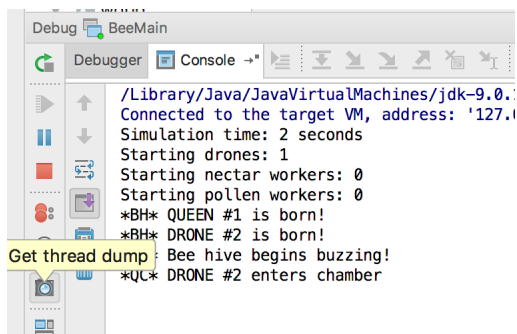 Debug BeeMain
Debugger Console
/Library/Java/JavaVirtualMachines/jdk-9.0.
Connected to the target VM, address: '127.0
Simulation time: 2 seconds
Starting drones: 1
Starting nectar workers: 0
Starting pollen workers: 0
*BH* QUEEN #1 is born!
*BH* DRONE #2 is born!
Bee hive begins buzzing!
*QC* DRONE #2 enters chamber
Get thread dump